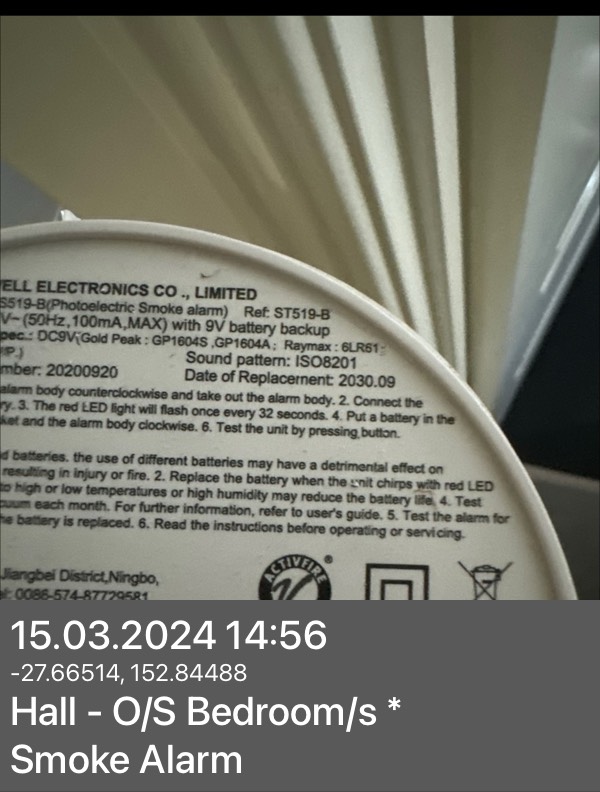 ELL ELECTRONICS CO ., LIMITED
S519-B(Photoelectric Smoke alarm) Ref: ST519-B
V~(50Hz,100mA,MAX) with 9V battery backup
pec.: DC9V(Gold Peak : GP1604S ,GP1604A ; Raymax : 6LR51
/P.)
Sound pattern: ISO8201
mber: 20200920 Date of Replacernent: 2030.09
alarm body counterclockwise and take out the alarm body. 2. Connect the
ry. 3. The red LED light will flash once every 32 seconds. 4. Put a battery in the
ket and the alarm body clockwise. 6. Test the unit by pressing button.
d batteries. the use of different batteries may have a detrimental effect on
resulting in injury or fire. 2. Replace the battery when the unit chirps with red LED
to high or low temperatures or high humidity may reduce the battery life. 4. Test
cuum each month. For further information, refer to user's guide. 5. Test the alarm for
he battery is replaced. 6. Read the instructions before operating or servicing.
Jiangbei District,Ningbo,
el: 0086-574-87729581
ACTIVFIRE
®
15.03.2024 14:56
-27.66514, 152.84488
Hall - O/S Bedroom/s *
Smoke Alarm